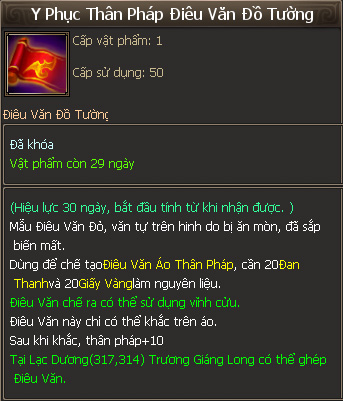 Y Phục Thân Pháp Điêu Văn Đồ Tường
Cấp vật phẩm: 1
Cấp sử dụng: 50
Điêu Văn Đồ Tường
Đã khóa
Vật phẩm còn 29 ngày
(Hiệu lực 30 ngày, bắt đầu tính từ khi nhận được. )
Mẫu Điêu Văn Đồ, văn tự trên hình do bị ăn mòn, đã sắp
biến mất.
Dùng để chế tạoĐiêu Văn Áo Thân Pháp, cần 20Đan
Thanhvà 20Giấy Vànglàm nguyên liệu.
Điêu Văn chế ra có thể sử dụng vĩnh cửu.
Điêu Văn này chỉ có thể khắc trên áo.
Sau khi khắc, thân pháp+10
Tại Lạc Dương(317,314) Trương Giáng Long có thể ghép
Điêu Văn.